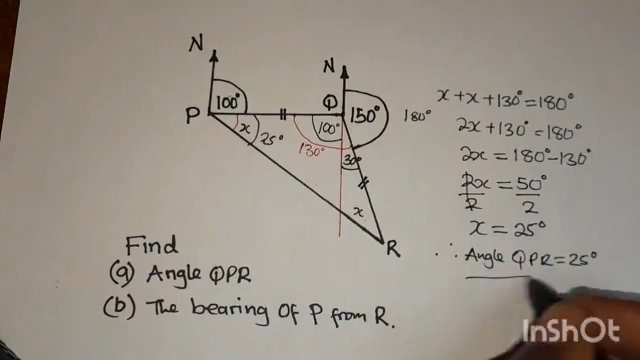 N
N
P 100° Q 150° 180°
x 25° 100°
130° 30°
x
R
x + x + 130° = 180°
2x + 130° = 180°
2x = 180° - 130°
2x = 50°
2 2
x = 25°
∴ Angle QPR = 25°
Find
(a) Angle QPR
(b) The bearing Of P from R.
InShOt